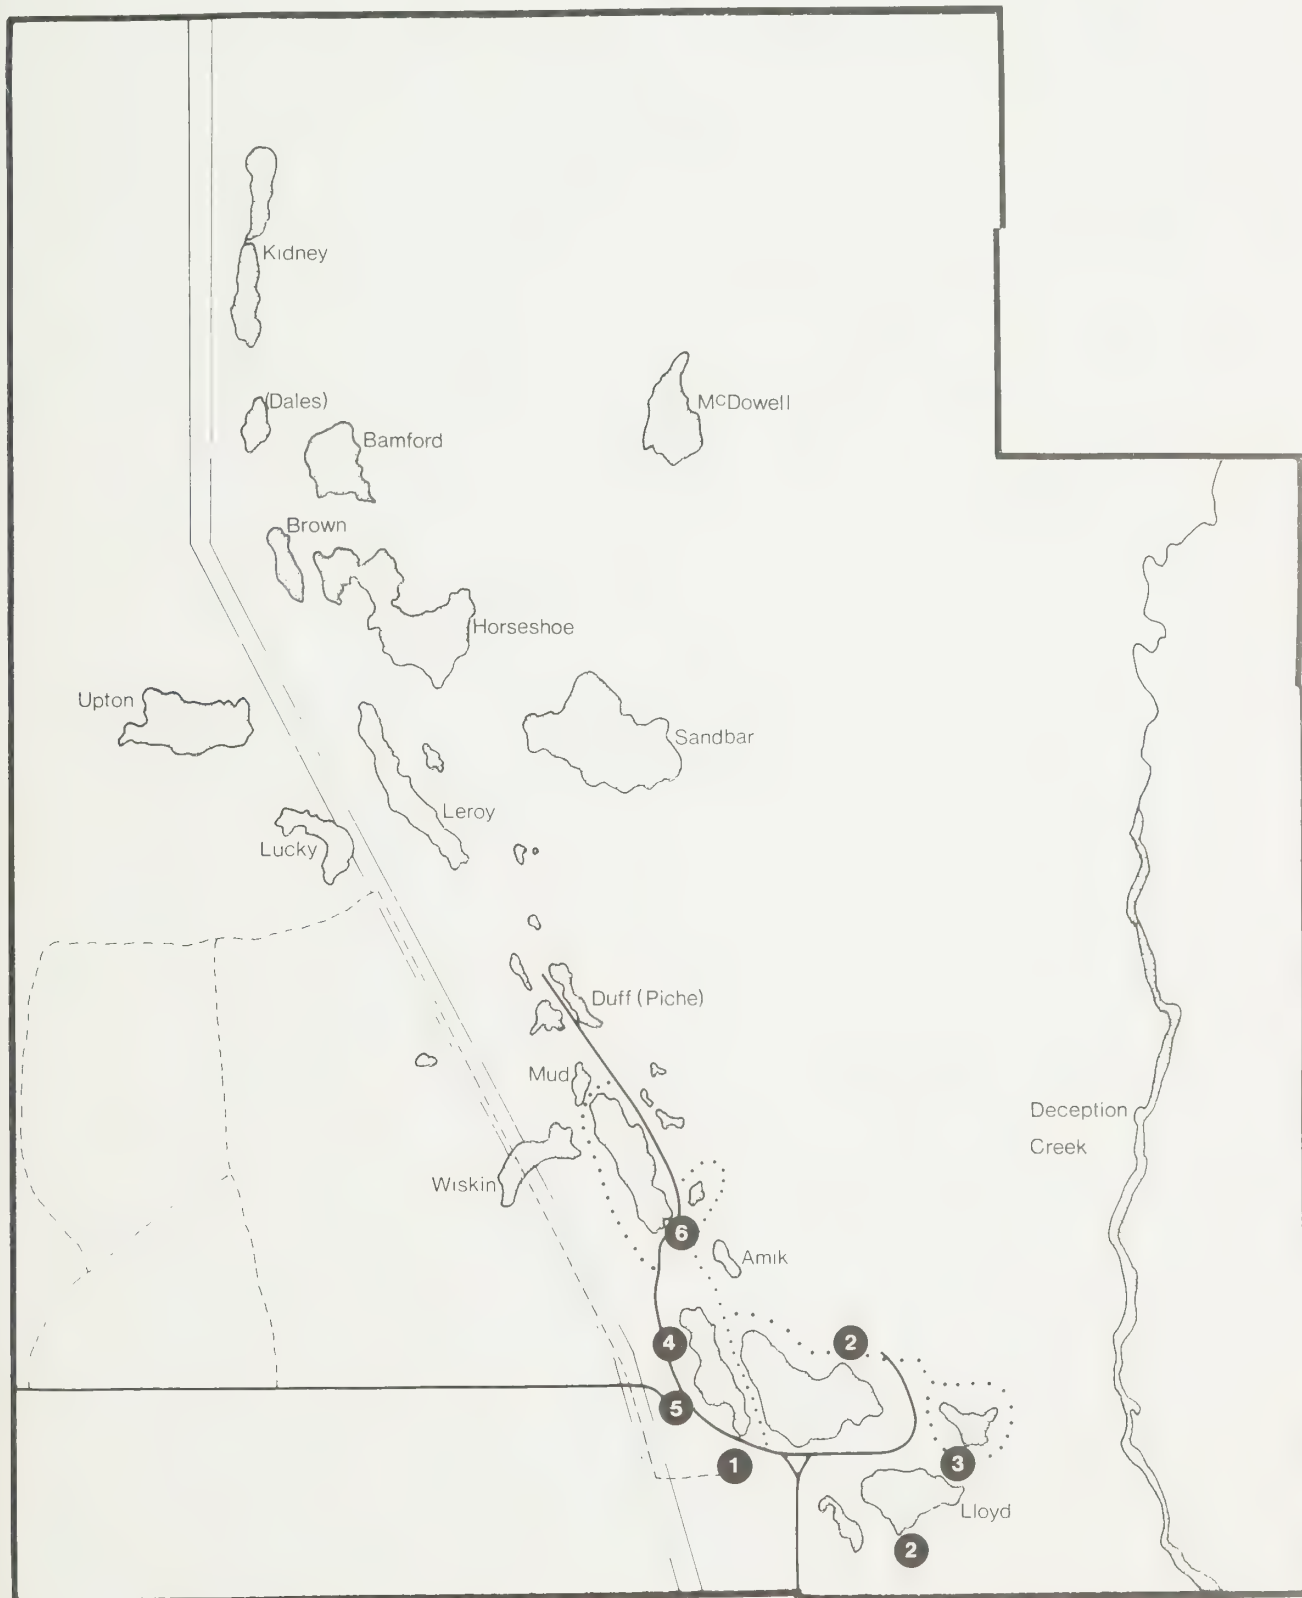 Kidney
(Dales)
McDowell
Bamford
Brown
Horseshoe
Upton
Sandbar
Leroy
Lucky
Duff (Piche)
Mud
Deception
Creek
Wiskin
6
Amik
4
2
5
1
3
Lloyd
2